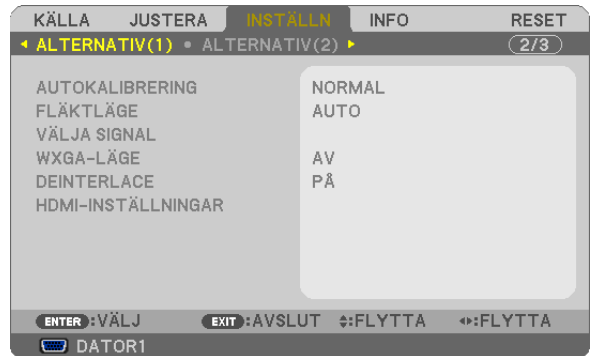 KÄLLA JUSTERA INSTÄLLN INFO RESET
ALTERNATIV(1) • ALTERNATIV(2) 2/3
AUTOKALIBRERING NORMAL
FLÄKTLÄGE AUTO
VÄLJA SIGNAL
WXGA-LÄGE AV
DEINTERLACE PÅ
HDMI-INSTÄLLNINGAR
ENTER:VÄLJ EXIT:AVSLUT :FLYTTA :FLYTTA
DATOR1